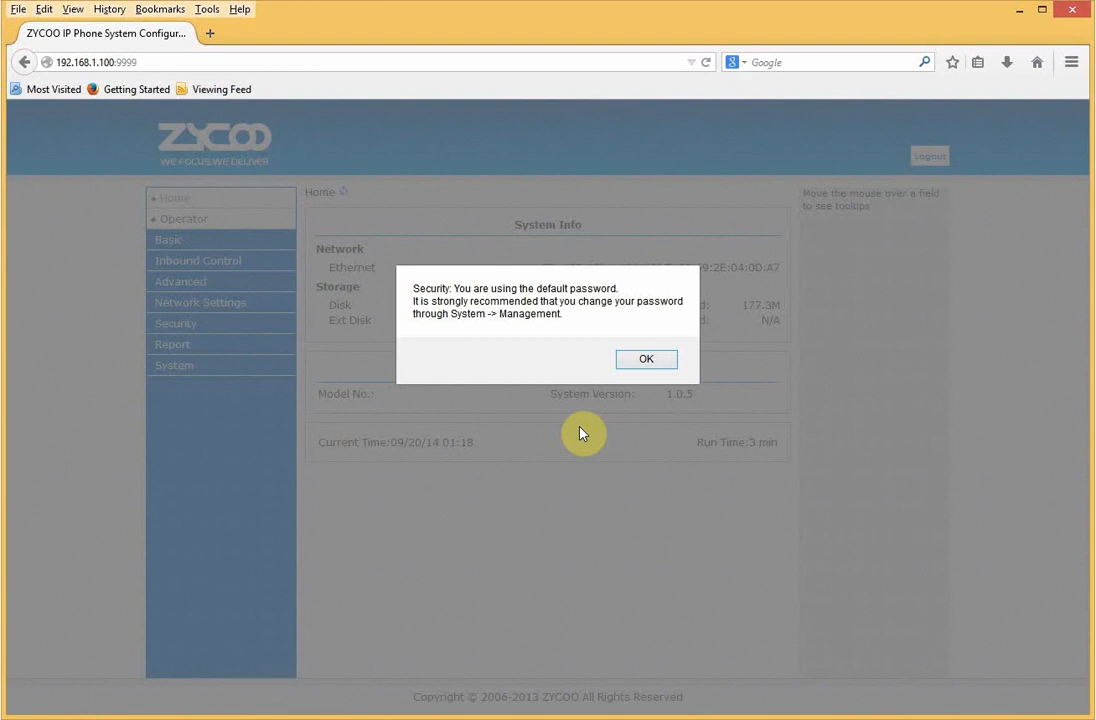 File Edit View History Bookmarks Tools Help
ZYCOO IP Phone System Configur...
192.168.1.100:9999
Google
Most Visited Getting Started Viewing Feed
ZYCOO
WE FOCUS, WE DELIVER
Logout
Home
Operator
Basic
Inbound Control
Advanced
Network Settings
Security
Report
System
Home
System Info
Network
Ethernet
9:2E:04:0D:A7
Storage
Disk
d: 177.3M
Ext Disk
d: N/A
Security: You are using the default password.
It is strongly recommended that you change your password
through System -> Management.
OK
Model No.: System Version: 1.0.5
Current Time:09/20/14 01:18 Run Time:3 min
Move the mouse over a field
to see tooltips
Copyright © 2006-2013 ZYCOO All Rights Reserved